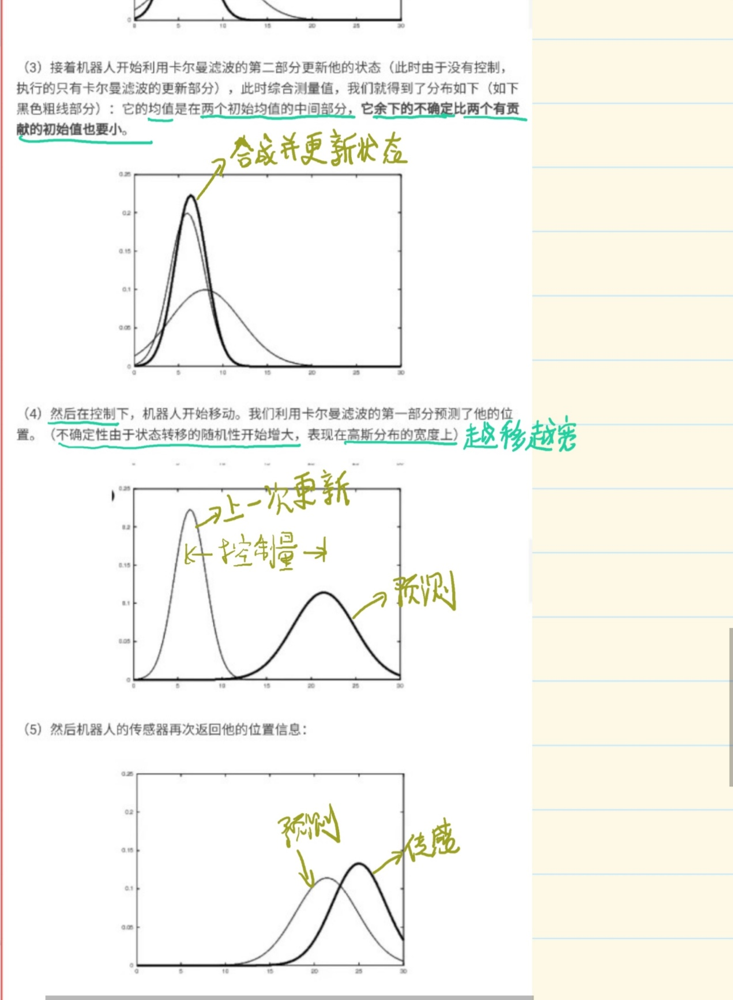 0
0 5 10 15 20 25 30
（3）接着机器人开始利用卡尔曼滤波的第二部分更新他的状态（此时由于没有控制，
执行的只有卡尔曼滤波的更新部分），此时综合测量值，我们就得到了分布如下（如下
黑色粗线部分）：它的均值是在两个初始均值的中间部分，它余下的不确定比两个有贡
献的初始值也要小。
合成并更新状态
0.25
0.2
0.15
0.1
0.05
0
0 5 10 15 20 25 30
（4）然后在控制下，机器人开始移动。我们利用卡尔曼滤波的第一部分预测了他的位
置。（不确定性由于状态转移的随机性开始增大，表现在高斯分布的宽度上）
越移越宽
上一次更新
控制量
预测
0.25
0.2
0.15
0.1
0.05
0
0 5 10 15 20 25 30
（5）然后机器人的传感器再次返回他的位置信息：
预测
传感
0.25
0.2
0.15
0.1
0.05
0
0 5 10 15 20 25 30